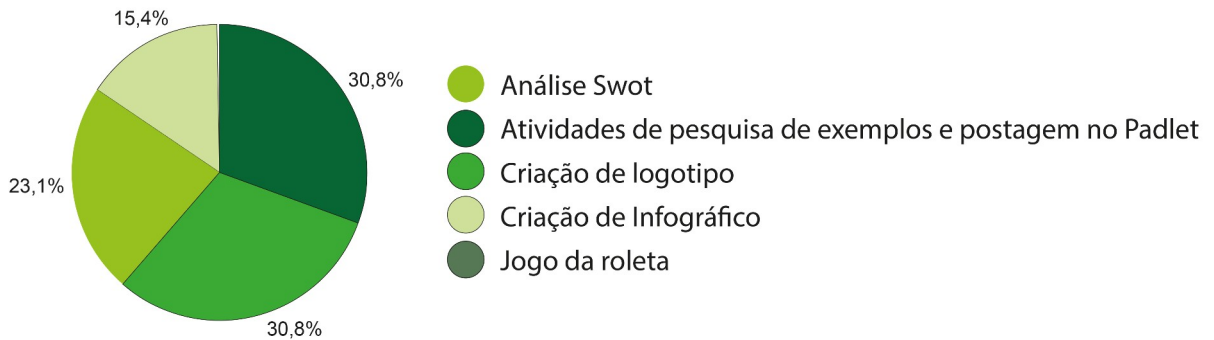 15,4%
30,8%
23,1%
30,8%
Análise Swot
Atividades de pesquisa de exemplos e postagem no Padlet
Criação de logotipo
Criação de Infográfico
Jogo da roleta